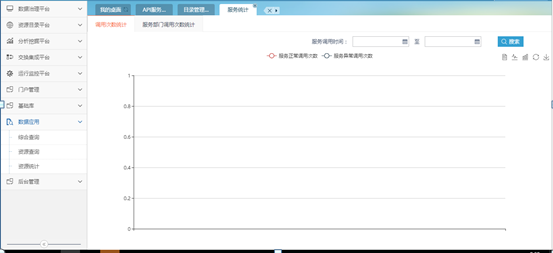 数据治理平台
资源目录平台
分析挖掘平台
交换集成平台
运行监控平台
门户管理
基础库
数据应用
综合查询
资源查询
资源统计
后台管理
我的桌面 API服务... 目录管理... 服务统计
调用次数统计 服务部门调用次数统计
服务调用时间： 至 搜索
服务正常调用次数 服务异常调用次数
1
0.8
0.6
0.4
0.2
0